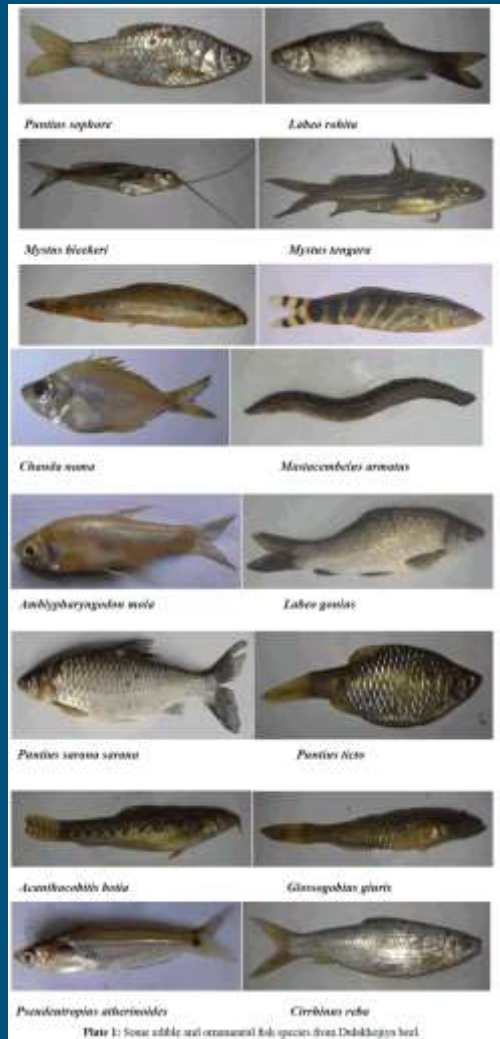 Puntius sophore Labeo rohita
Mystus bleekeri Mystus tengara
Chanda nama Mastacembelus armatus
Amblypharyngodon mola Labeo gonius
Puntius sarana sarana Puntius ticto
Acanthocobitis botia Glossogobius giuris
Pseudeutropius atherinoides Cirrhinus reba
Plate 1: Some edible and ornamental fish species from beel